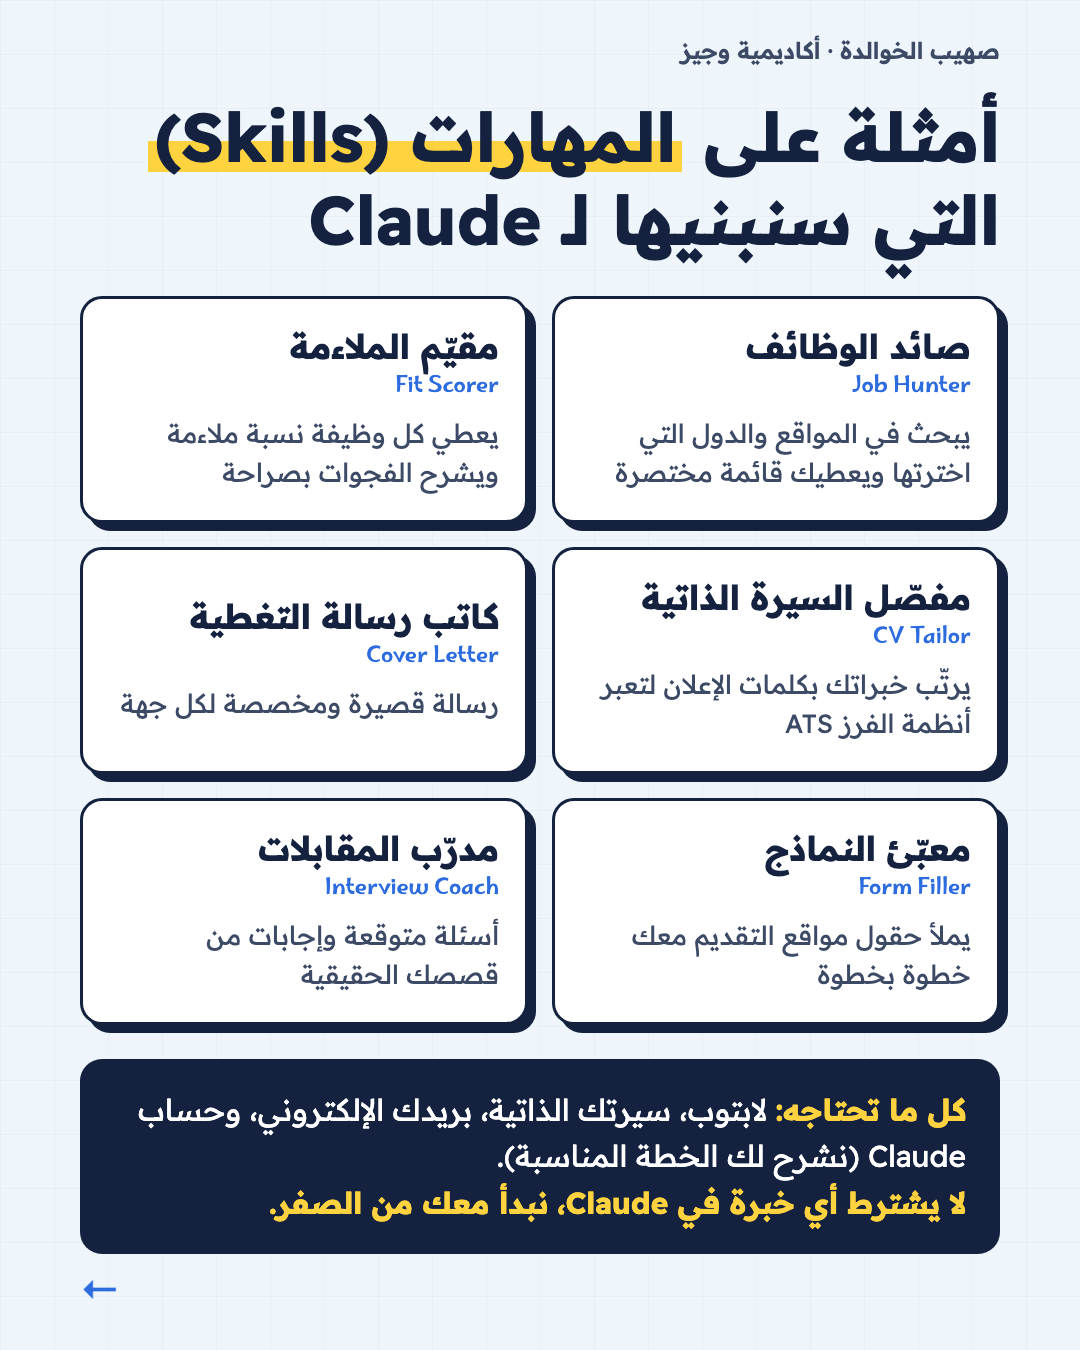 صهيب الخوالدة · أكاديمية وجيز
أمثلة على المهارات (Skills)
التي سنبنيها لـ Claude
صائد الوظائف
Job Hunter
يبحث في المواقع والدول التي
اخترتها ويعطيك قائمة مختصرة
مقيّم الملاءمة
Fit Scorer
يعطي كل وظيفة نسبة ملاءمة
ويشرح الفجوات بصراحة
مفصّل السيرة الذاتية
CV Tailor
يرتّب خبراتك بكلمات الإعلان لتعبر
أنظمة الفرز ATS
كاتب رسالة التغطية
Cover Letter
رسالة قصيرة ومخصصة لكل جهة
معبّئ النماذج
Form Filler
يملأ حقول مواقع التقديم معك
خطوة بخطوة
مدرّب المقابلات
Interview Coach
أسئلة متوقعة وإجابات من
قصصك الحقيقية
كل ما تحتاجه: لابتوب، سيرتك الذاتية، بريدك الإلكتروني، وحساب
Claude (نشرح لك الخطة المناسبة).
لا يشترط أي خبرة في Claude، نبدأ معك من الصفر.